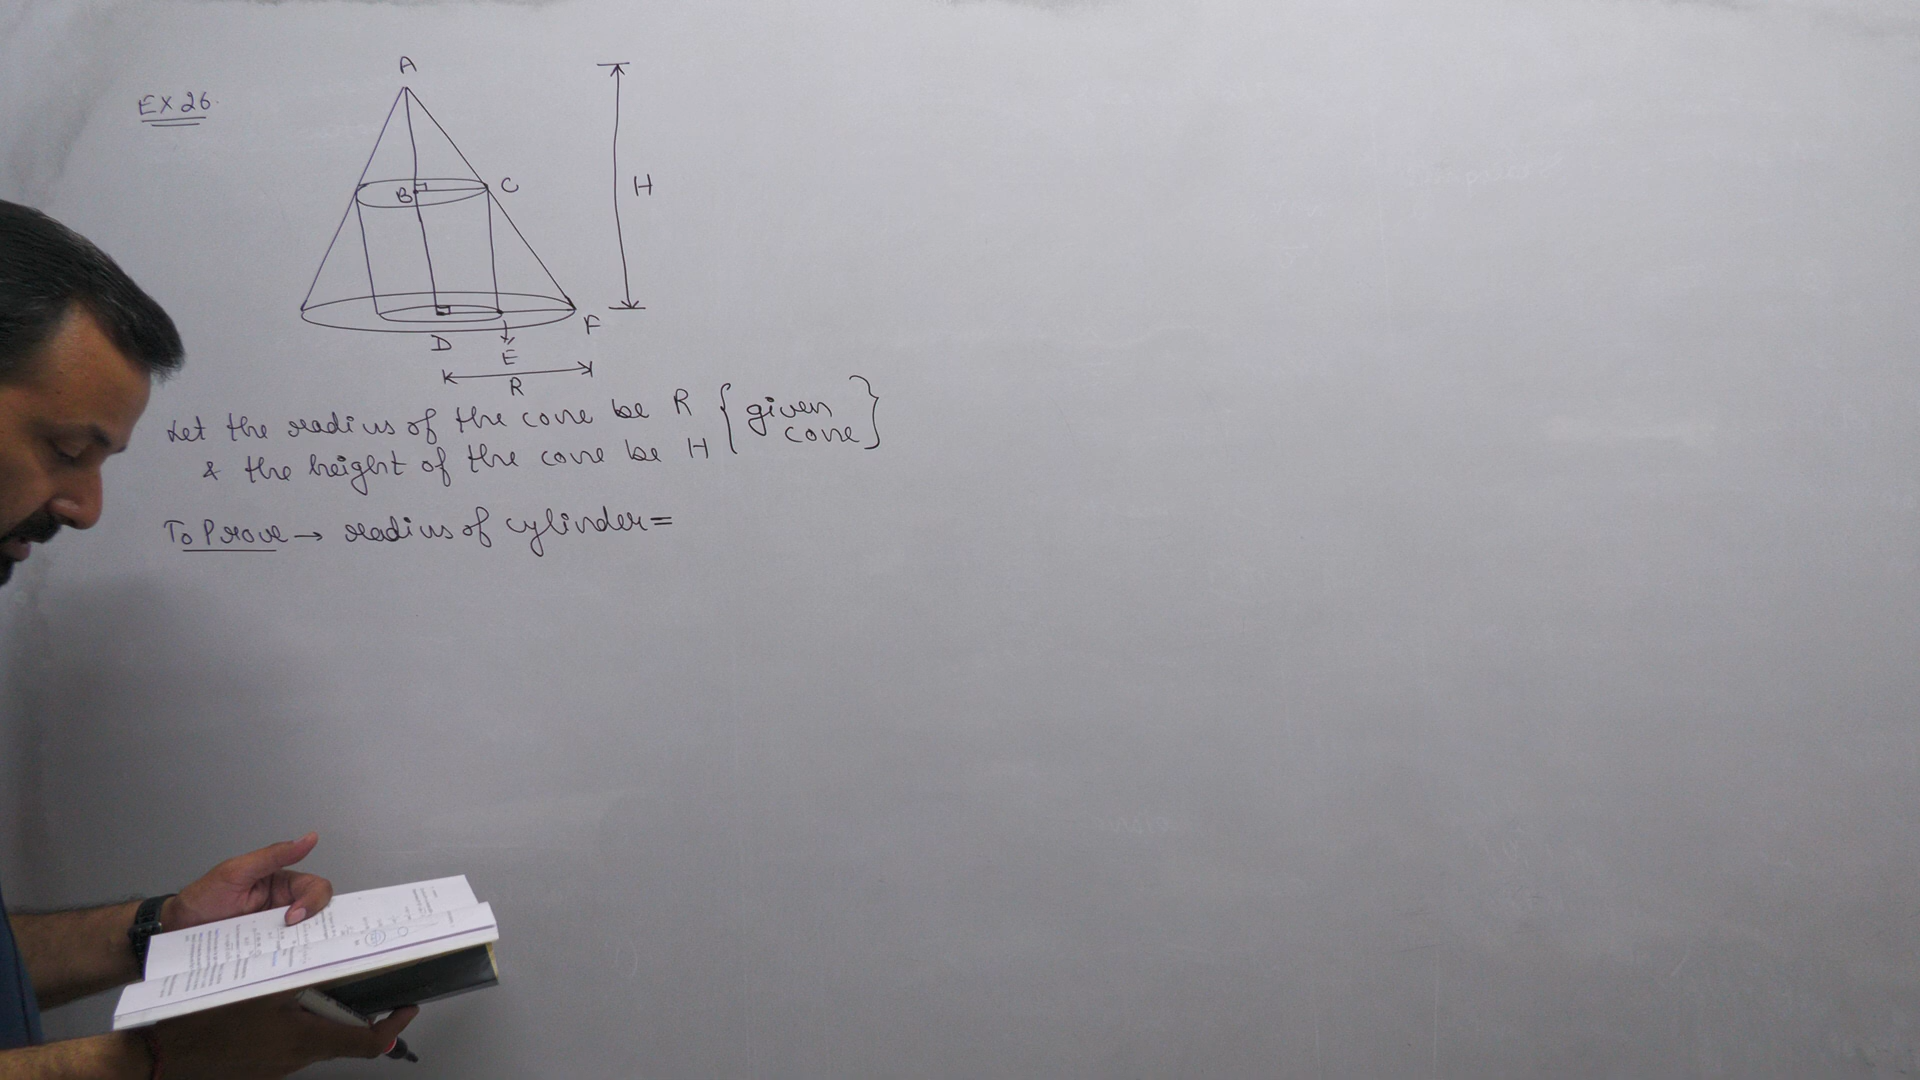 EX 26.
A
B
C
H
D
E
F
R
Let the radius of the cone be R { given
cone }
& the height of the cone be H
To Prove → radius of cylinder =